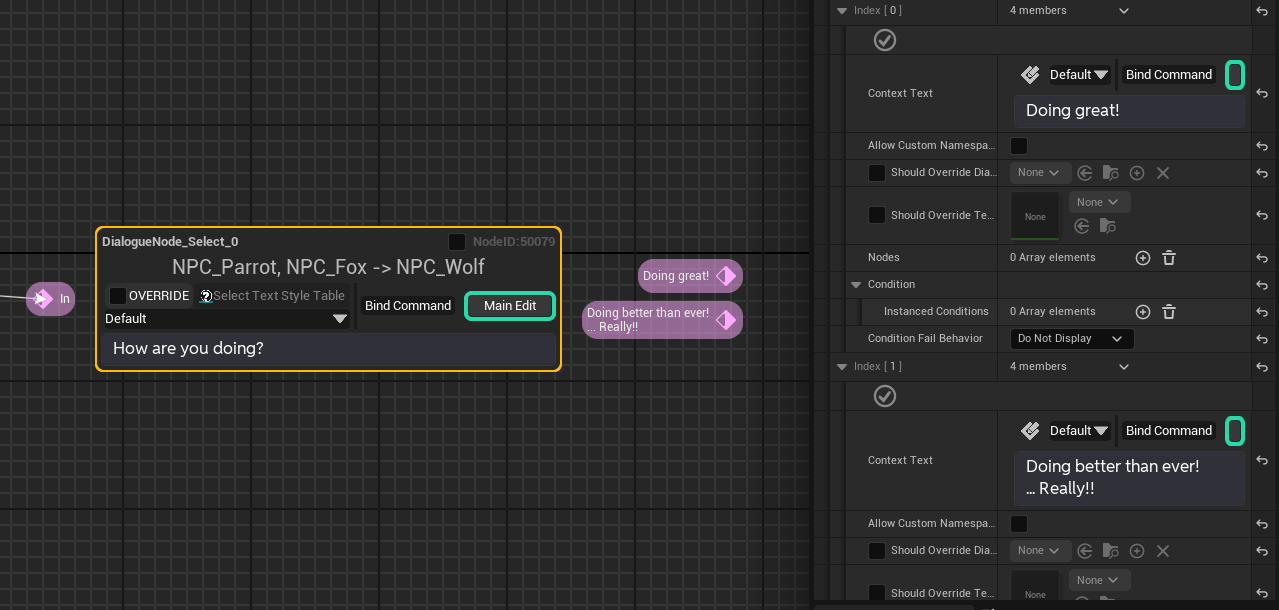 In
DialogueNode_Select_0
NodeID:50079
NPC_Parrot, NPC_Fox -> NPC_Wolf
OVERRIDE
Select Text Style Table
Default
Bind Command
Main Edit
How are you doing?
Doing great!
Doing better than ever!
... Really!!
Index [ 0 ]
4 members
Context Text
Default
Bind Command
Doing great!
Allow Custom Namespa...
Should Override Dia...
None
Should Override Te...
None
None
Nodes
0 Array elements
Condition
Instanced Conditions
0 Array elements
Condition Fail Behavior
Do Not Display
Index [ 1 ]
4 members
Context Text
Default
Bind Command
Doing better than ever!
... Really!!
Allow Custom Namespa...
Should Override Dia...
None
Should Override Te...
None
None